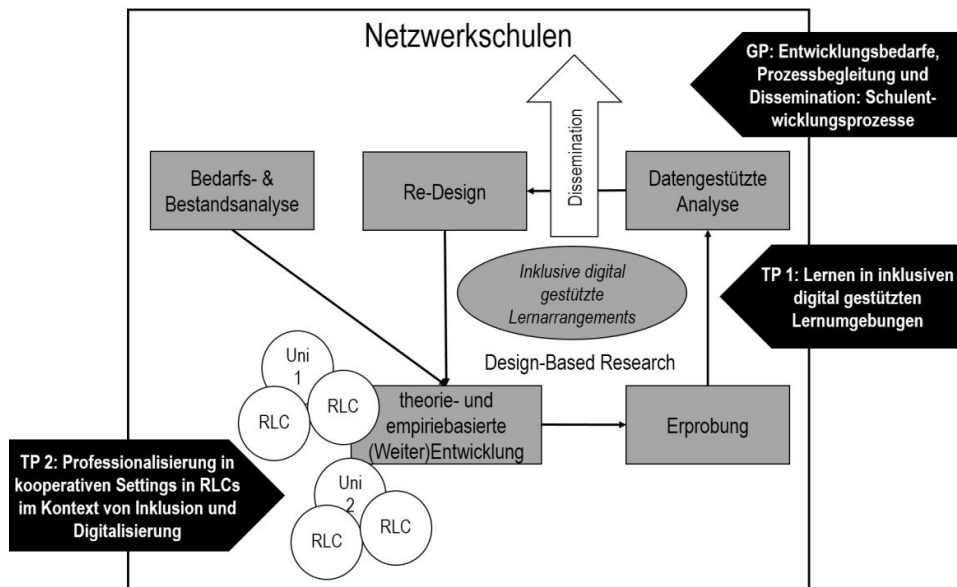 Netzwerkschulen
GP: Entwicklungsbedarfe,
Prozessbegleitung und
Dissemination: Schulent-
wicklungsprozesse
Dissemination
Bedarfs- &
Bestandsanalyse
Re-Design
Datengestützte
Analyse
Inklusive digital
gestützte
Lernarrangements
TP 1: Lernen in inklusiven
digital gestützten
Lernumgebungen
Design-Based Research
Uni
1
RLC
RLC
theorie- und
empiriebasierte
(Weiter)Entwicklung
Erprobung
TP 2: Professionalisierung in
kooperativen Settings in RLCs
im Kontext von Inklusion und
Digitalisierung
Uni
2
RLC
RLC